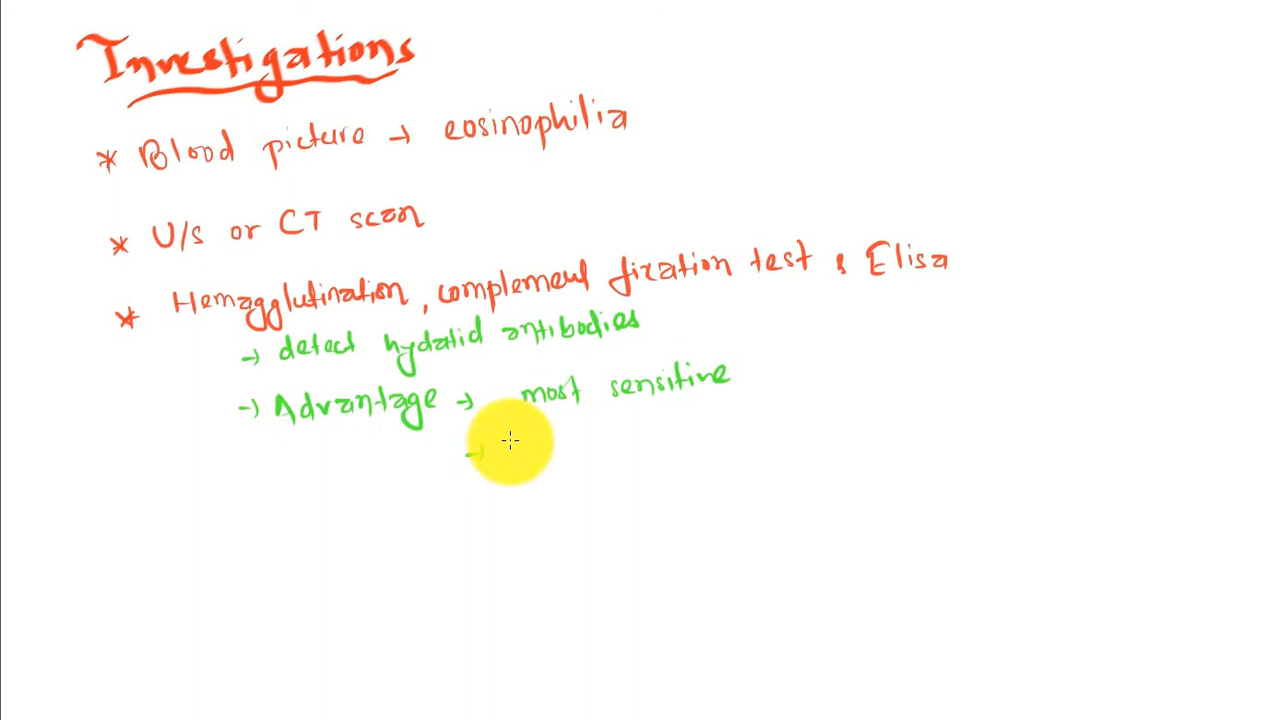 Investigations
* Blood picture → eosinophilia
* U/s or CT scan
* Hemagglutination, complement fixation test & Elisa
→ detect hydatid antibodies
→ Advantage → most sensitive
→